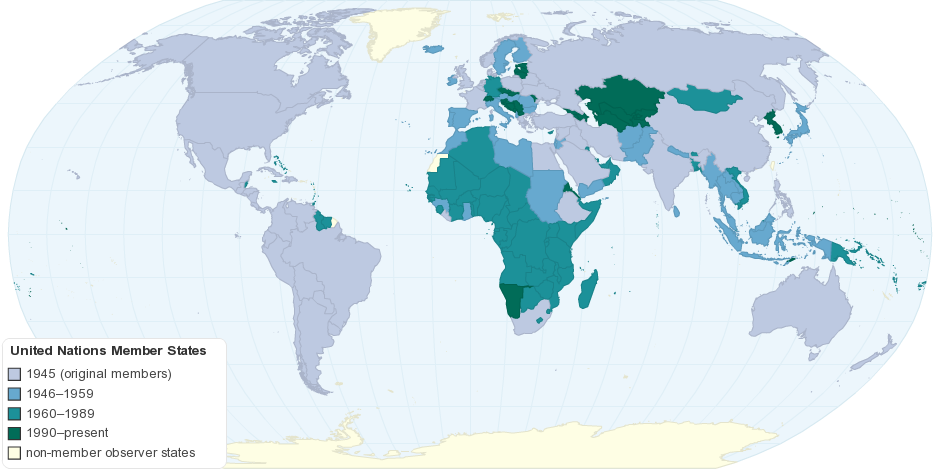 United Nations Member States
1945 (original members)
1946–1959
1960–1989
1990–present
non-member observer states